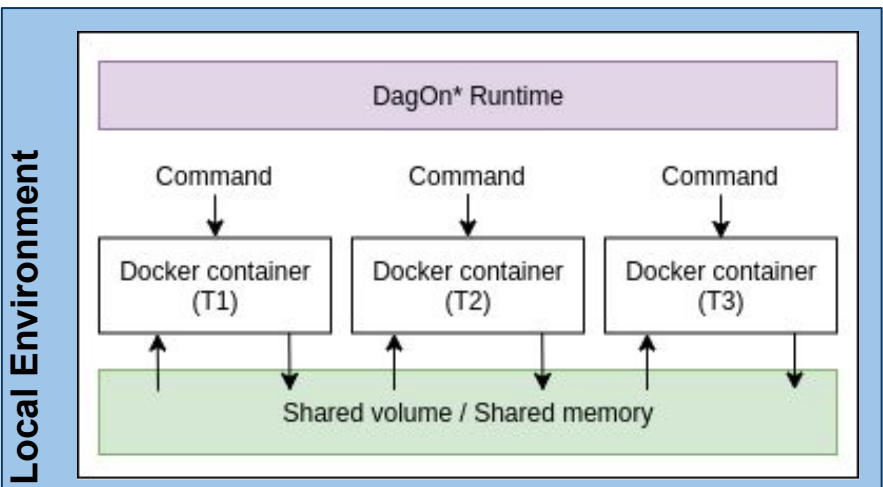 Local Environment
DagOn* Runtime
Command Command Command
Docker container Docker container Docker container
(T1) (T2) (T3)
Shared volume / Shared memory